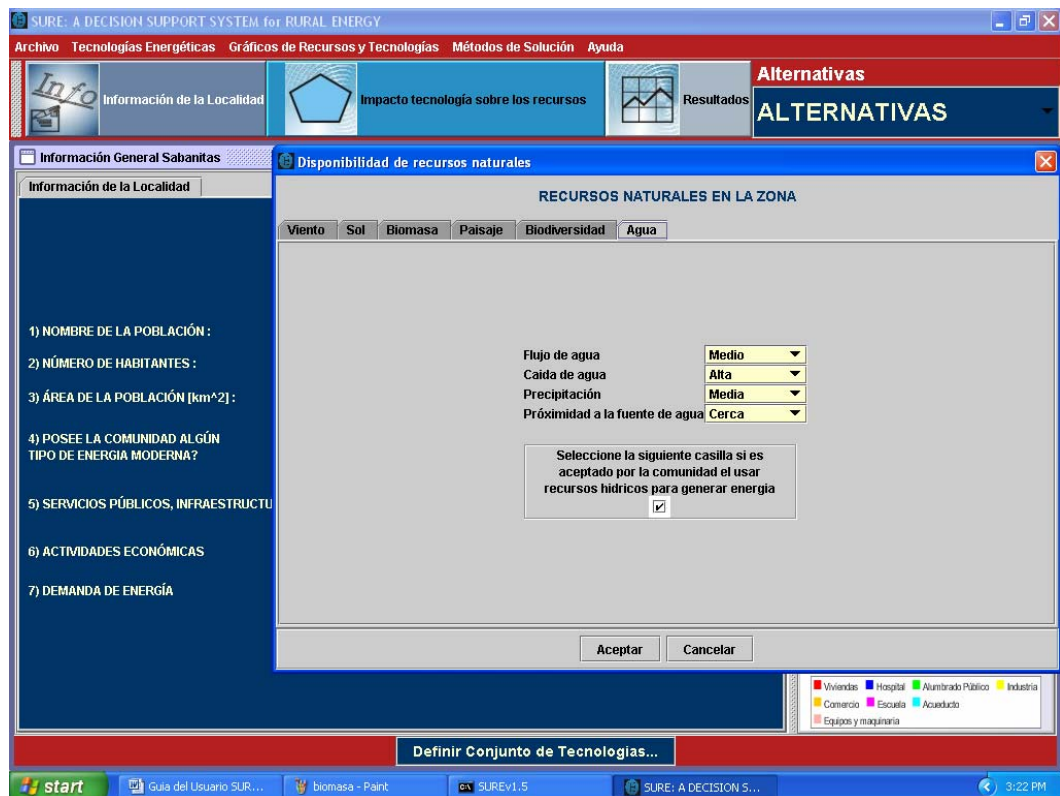 SURE: A DECISION SUPPORT SYSTEM for RURAL ENERGY
Archivo Tecnologías Energéticas Gráficos de Recursos y Tecnologías Métodos de Solución Ayuda
Info
Información de la Localidad
Impacto tecnología sobre los recursos
Resultados
Alternativas
ALTERNATIVAS
Información General Sabanitas
Información de la Localidad
1) NOMBRE DE LA POBLACIÓN :
2) NÚMERO DE HABITANTES :
3) ÁREA DE LA POBLACIÓN [km^2] :
4) POSEE LA COMUNIDAD ALGÚN
TIPO DE ENERGIA MODERNA?
5) SERVICIOS PÚBLICOS, INFRAESTRUCTU
6) ACTIVIDADES ECONÓMICAS
7) DEMANDA DE ENERGÍA
Disponibilidad de recursos naturales
RECURSOS NATURALES EN LA ZONA
Viento Sol Biomasa Paisaje Biodiversidad Agua
Flujo de agua Medio
Caida de agua Alta
Precipitación Media
Próximidad a la fuente de agua Cerca
Seleccione la siguiente casilla si es
aceptado por la comunidad el usar
recursos hidricos para generar energia
Aceptar Cancelar
Viviendas Hospital Alumbrado Público Industria
Comercio Escuela Acueducto
Equipos y maquinaria
Definir Conjunto de Tecnologias...
start Guia del Usuario SUR... biomasa - Paint SUREv1.5 SURE: A DECISION S... 3:22 PM